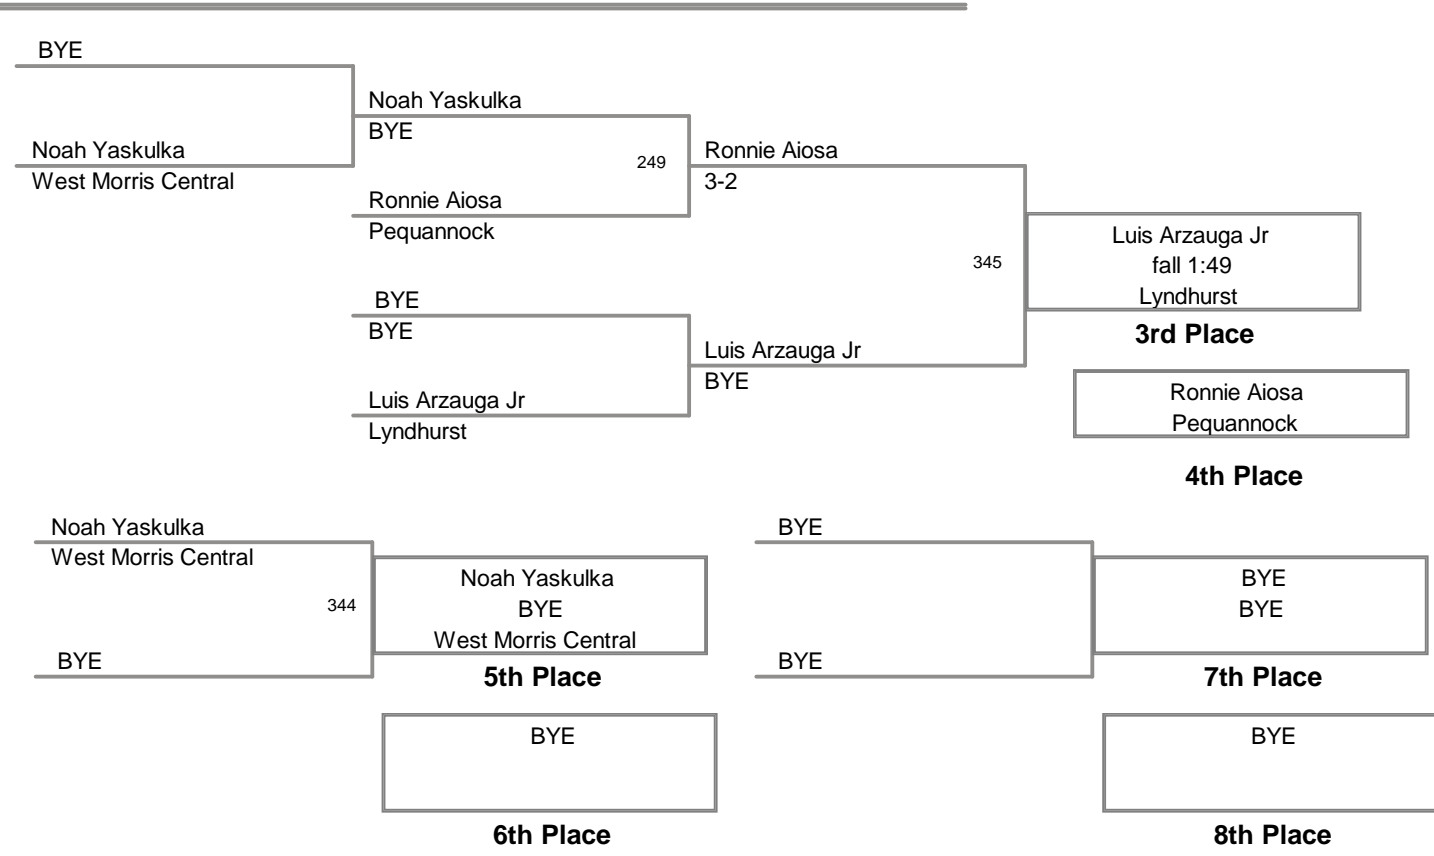 BYE
Noah Yaskulka
BYE
Noah Yaskulka
West Morris Central
249
Ronnie Aiosa
3-2
Ronnie Aiosa
Pequannock
345
Luis Arzauga Jr
fall 1:49
Lyndhurst
3rd Place
BYE
BYE
Luis Arzauga Jr
BYE
Luis Arzauga Jr
Lyndhurst
Ronnie Aiosa
Pequannock
4th Place
Noah Yaskulka
West Morris Central
344
BYE
Noah Yaskulka
BYE
West Morris Central
5th Place
BYE
6th Place
BYE
BYE
BYE
BYE
7th Place
BYE
8th Place